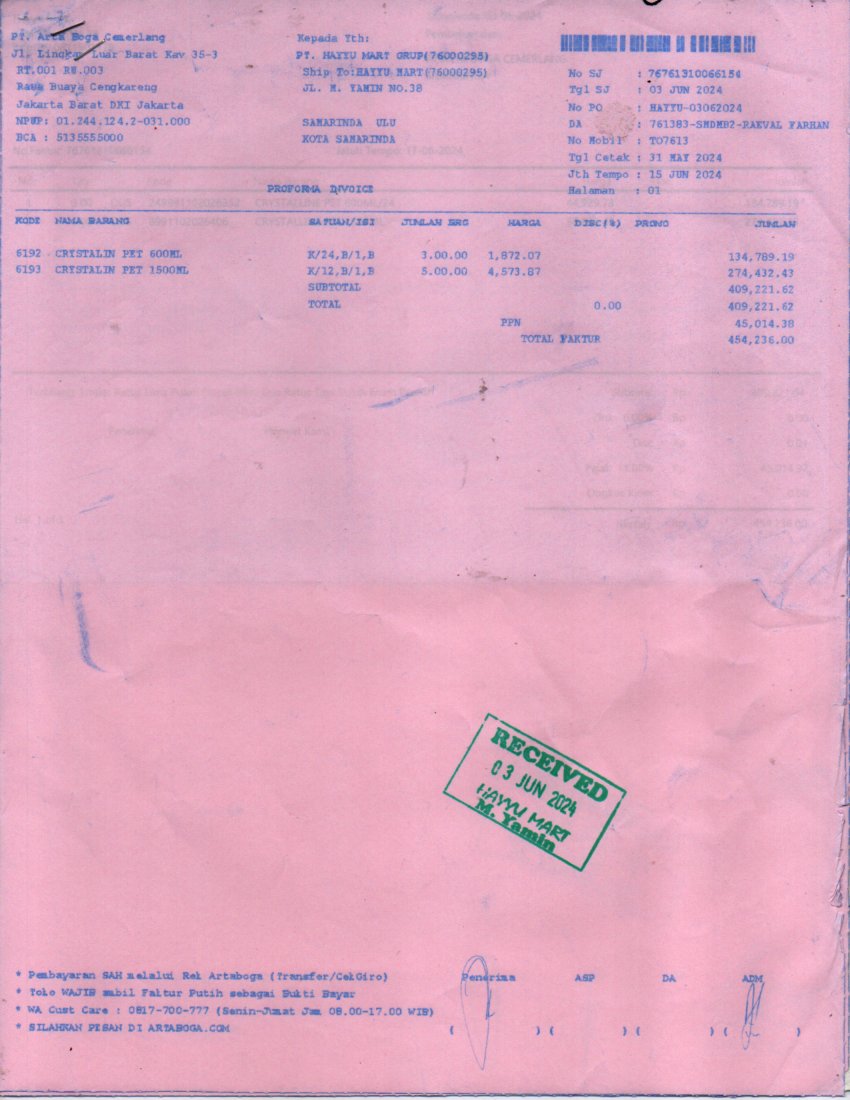 PT. Arta Boga Cemerlang
Jl. Lingkar Luar Barat Kav 35-3
RT.001 RW.003
Rawa Buaya Cengkareng
Jakarta Barat DKI Jakarta
NPWP: 01.244.124.2-031.000
BCA : 5135555000
Kepada Yth:
PT. HAYYU MART GRUP(76000295)
Ship To:HAYYU MART(76000295)
JL. M. YAMIN NO.38
SAMARINDA ULU
KOTA SAMARINDA
No SJ : 76761310066154
Tgl SJ : 03 JUN 2024
No PO : HAYYU-03062024
DA : 761383-SMDMB2-RAEVAL FARHAN
No Mobil : TO7613
Tgl Cetak : 31 MAY 2024
Jth Tempo : 15 JUN 2024
Halaman : 01
PROFORMA INVOICE
KODE NAMA BARANG SATUAN/ISI JUMLAH BRG HARGA DISC(%) PROMO JUMLAH
6192 CRYSTALIN PET 600ML K/24,B/1,B 3.00.00 1,872.07 134,789.19
6193 CRYSTALIN PET 1500ML K/12,B/1,B 5.00.00 4,573.87 274,432.43
SUBTOTAL 409,221.62
TOTAL 0.00 409,221.62
PPN 45,014.38
TOTAL FAKTUR 454,236.00
RECEIVED
03 JUN 2024
HAYYU MART
M. Yamin
* Pembayaran SAH melalui Rek Artaboga (Transfer/CekGiro)
* Toko WAJIB ambil Faktur Putih sebagai Bukti Bayar
* WA Cust Care : 0817-700-777 (Senin-Jumat Jam 08.00-17.00 WIB)
* SILAHKAN PESAN DI ARTABOGA.COM
Penerima ASP DA ADM
( ) ( ) ( ) ( )